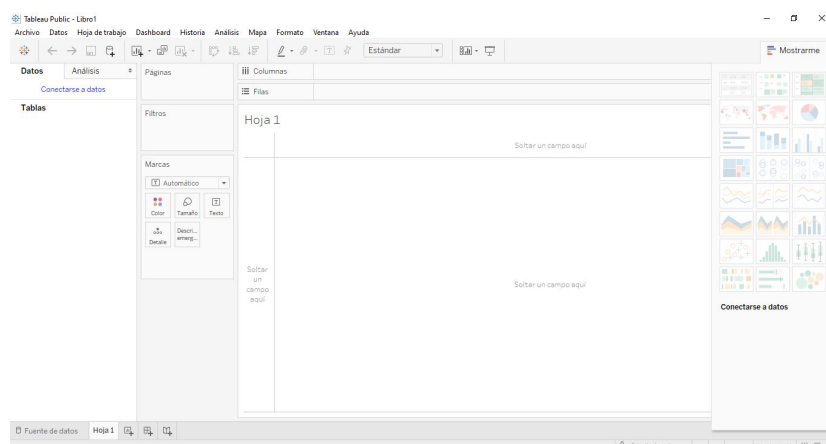 Tableau Public - Libro1
Archivo Datos Hoja de trabajo Dashboard Historia Análisis Mapa Formato Ventana Ayuda
Estándar
Mostrarme
Datos Análisis
Conectarse a datos
Tablas
Páginas
Filtros
Marcas
Automático
Color Tamaño Texto
Detalle Descri... emerg...
Columnas
Filas
Hoja 1
Soltar un campo aquí
Soltar
un
campo
aquí
Soltar un campo aquí
Conectarse a datos
Fuente de datos Hoja 1